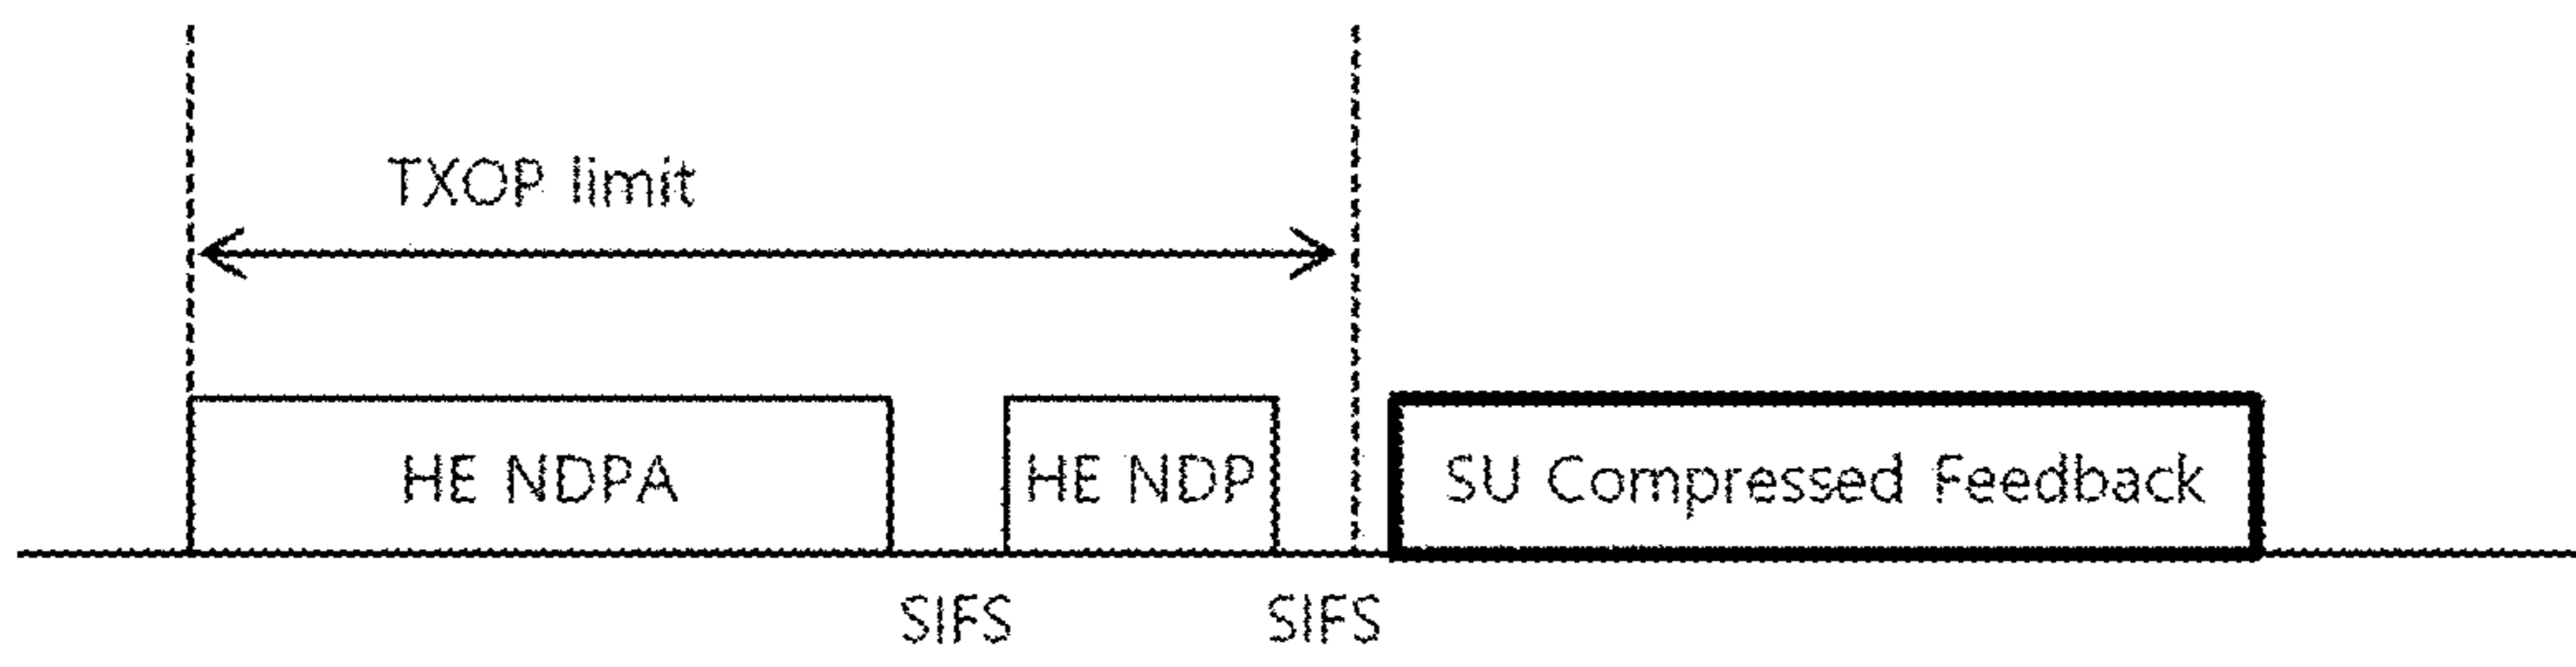 TXOP limit
HE NDPA
HE NDP
SU Compressed Feedback
SIFS
SIFS